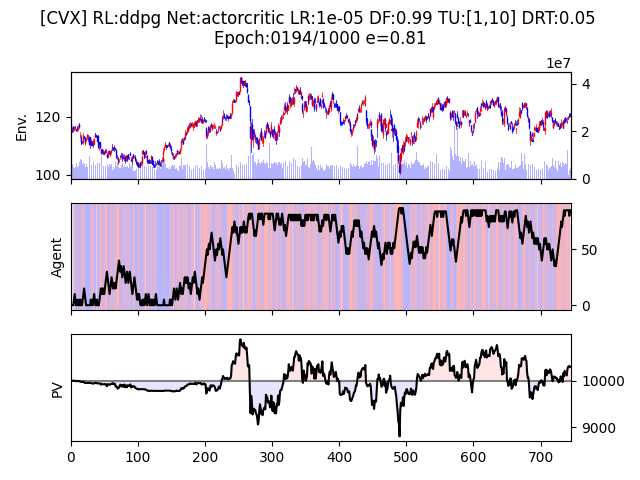 [CVX] RL:ddpg Net:actorcritic LR:1e-05 DF:0.99 TU:[1,10] DRT:0.05
Epoch:0194/1000 e=0.81
1e7
Env.
120
100
4
2
0
Agent
50
0
PV
10000
9000
0 100 200 300 400 500 600 700